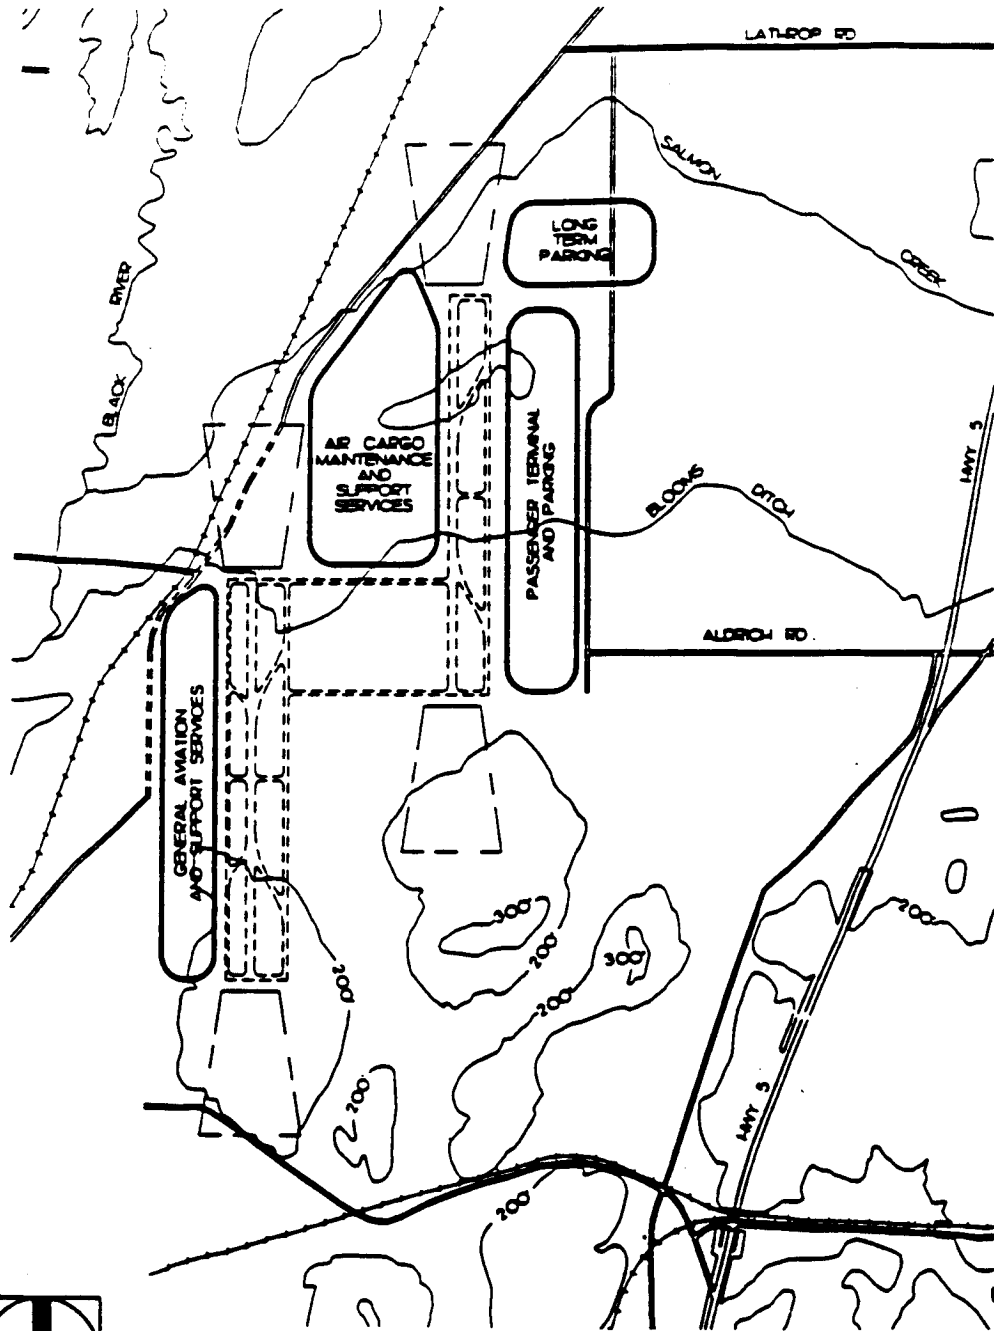 LATHROP RD
SALMON
CREEK
LONG
TERM
PARKING
RIVER
BLACK
AIR CARGO
MAINTENANCE
AND
SUPPORT
SERVICES
PASSENGER TERMINAL
AND PARKING
HWY 5
BLOOMS
DITCH
ALDRICH RD.
GENERAL AVIATION
AND SUPPORT SERVICES
300'
200'
300'
200'
200'
200'
200'
HWY 5
200'